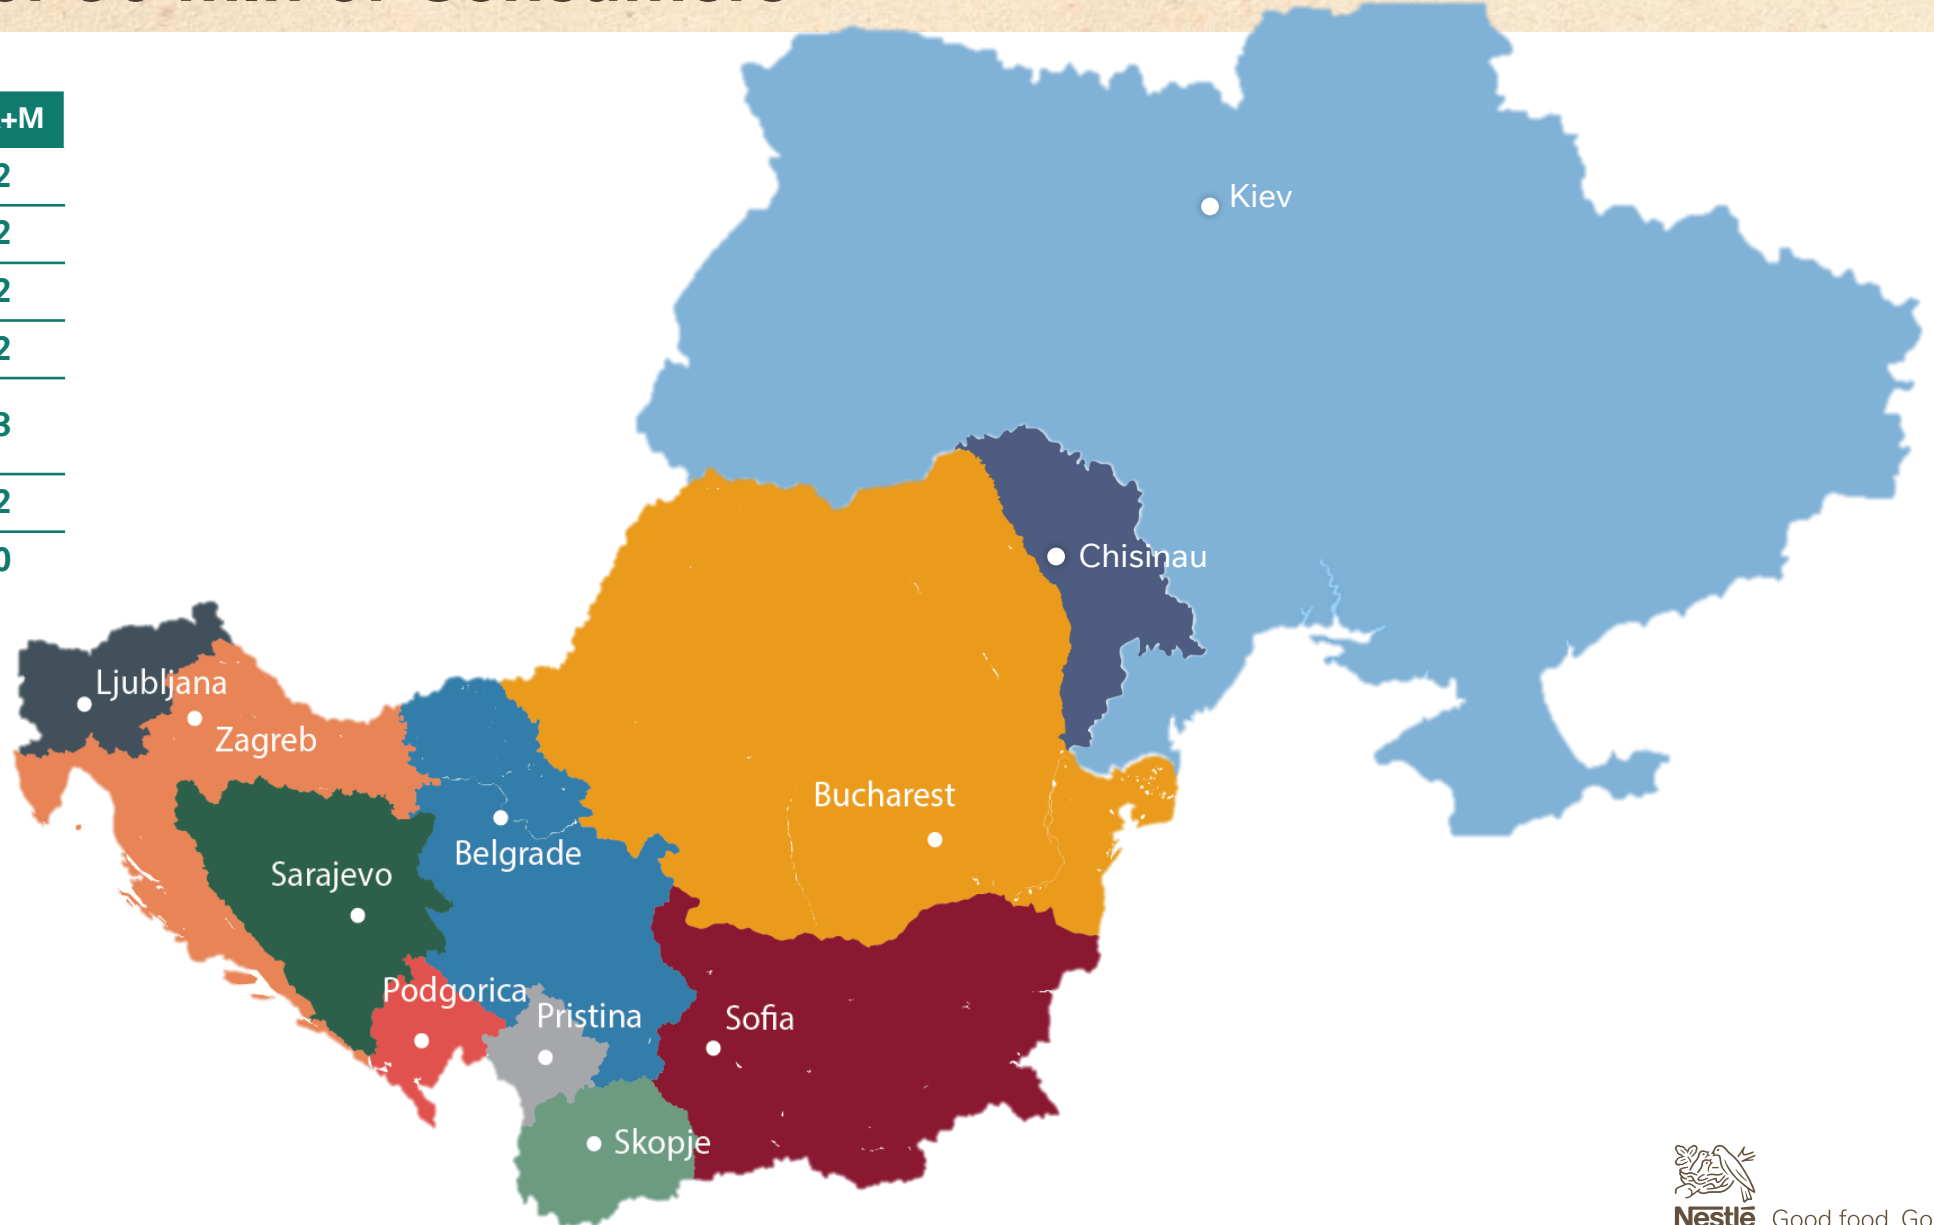 +M
2
2
2
2
3
2
0
Kiev
Chisinau
Ljubljana
Zagreb
Bucharest
Belgrade
Sarajevo
Podgorica
Pristina
Sofia
Skopje
Nestlé Good food, Go